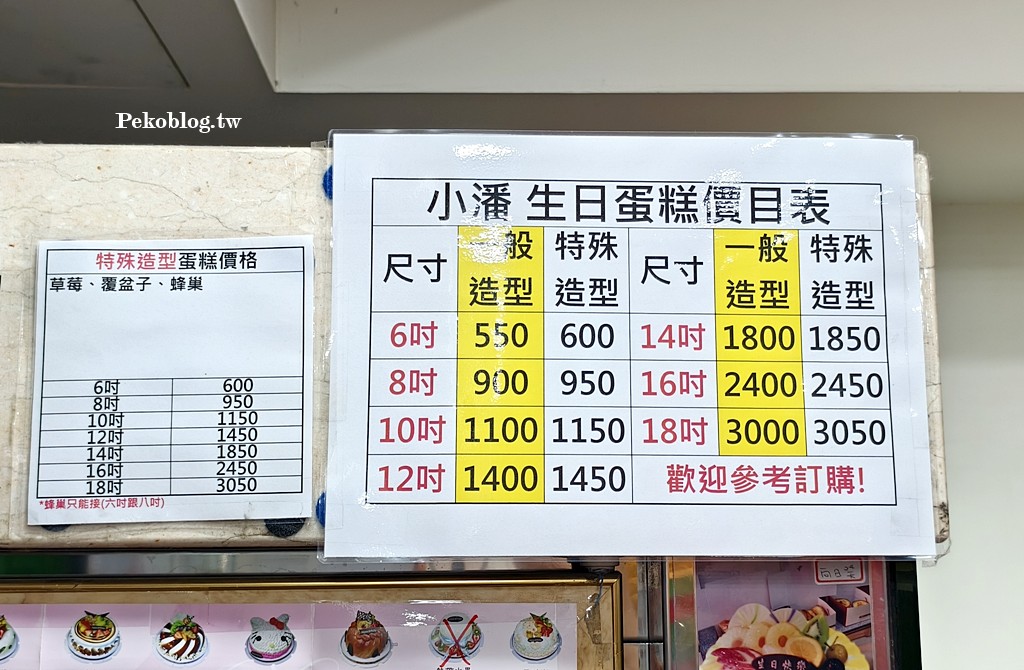 Pekoblog.tw
特殊造型蛋糕價格
草莓、覆盆子、蜂巢
6吋 600
8吋 950
10吋 1150
12吋 1450
14吋 1850
16吋 2450
18吋 3050
*蜂巢只能接(六吋跟八吋)
小潘 生日蛋糕價目表
尺寸 一般造型 特殊造型 尺寸 一般造型 特殊造型
6吋 550 600 14吋 1800 1850
8吋 900 950 16吋 2400 2450
10吋 1100 1150 18吋 3000 3050
12吋 1400 1450 歡迎參考訂購!